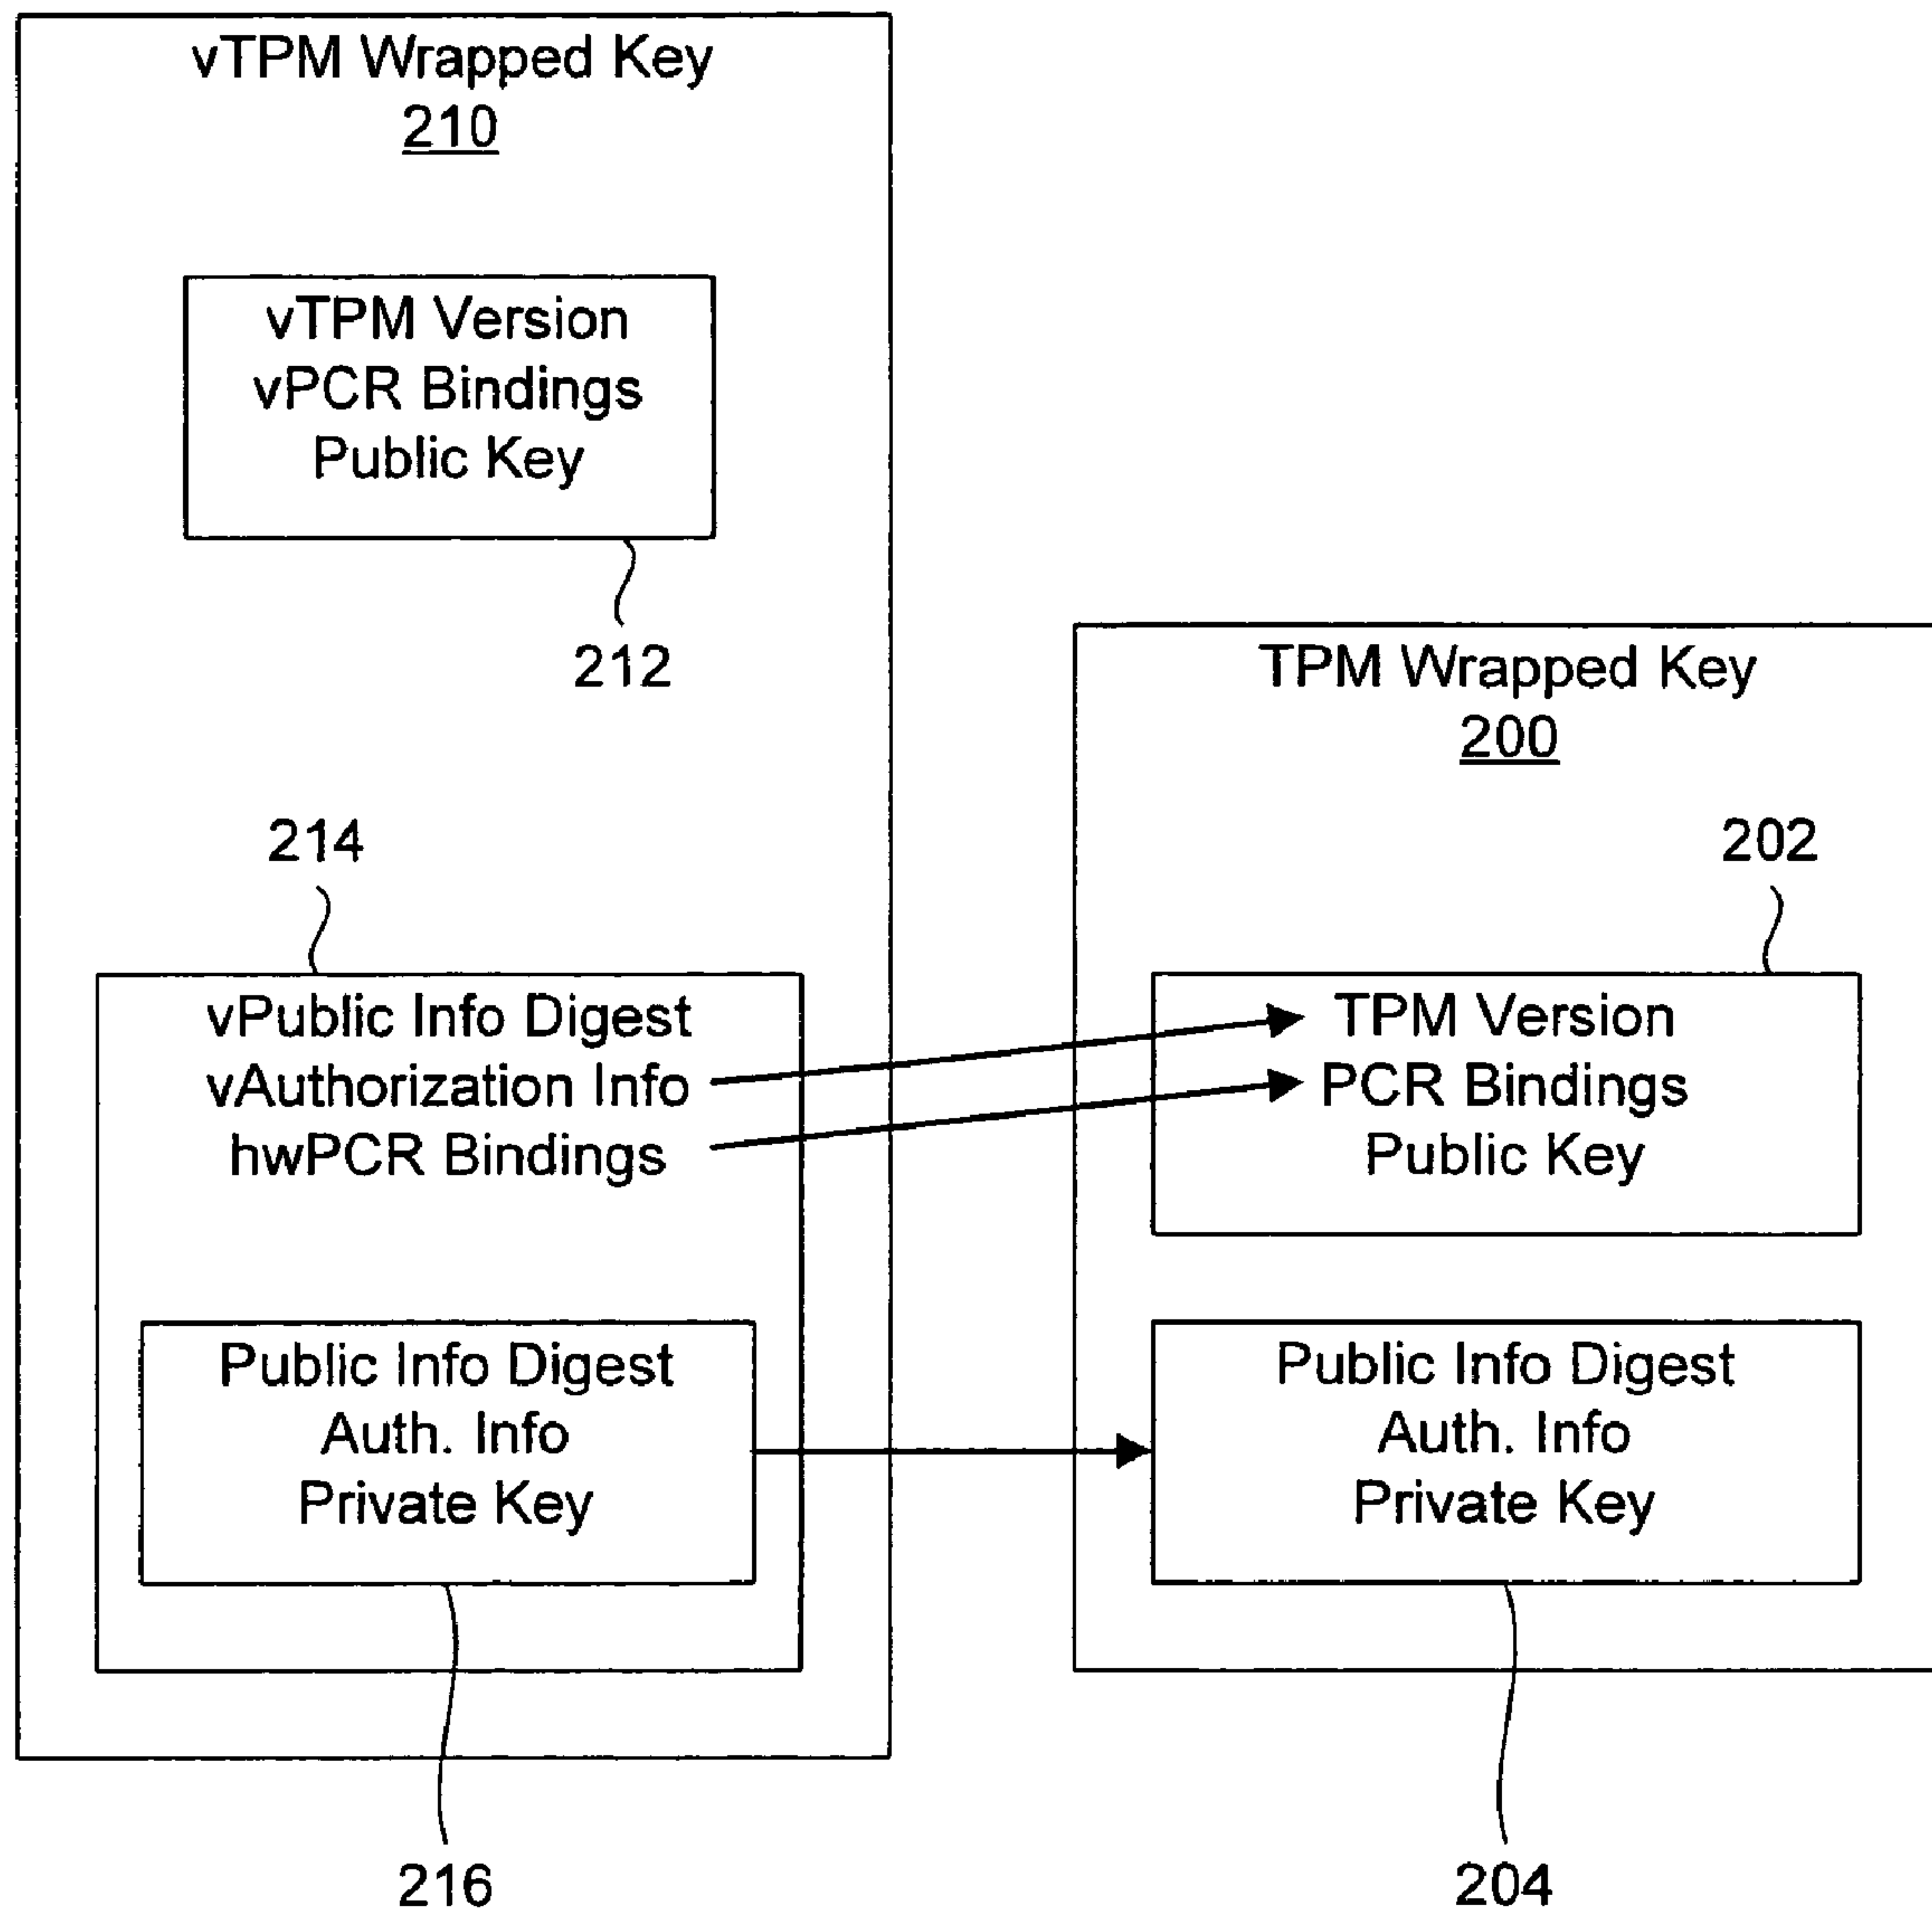 vTPM Wrapped Key
210
vTPM Version
vPCR Bindings
Public Key
212
214
vPublic Info Digest
vAuthorization Info
hwPCR Bindings
Public Info Digest
Auth. Info
Private Key
216
TPM Wrapped Key
200
202
TPM Version
PCR Bindings
Public Key
Public Info Digest
Auth. Info
Private Key
204